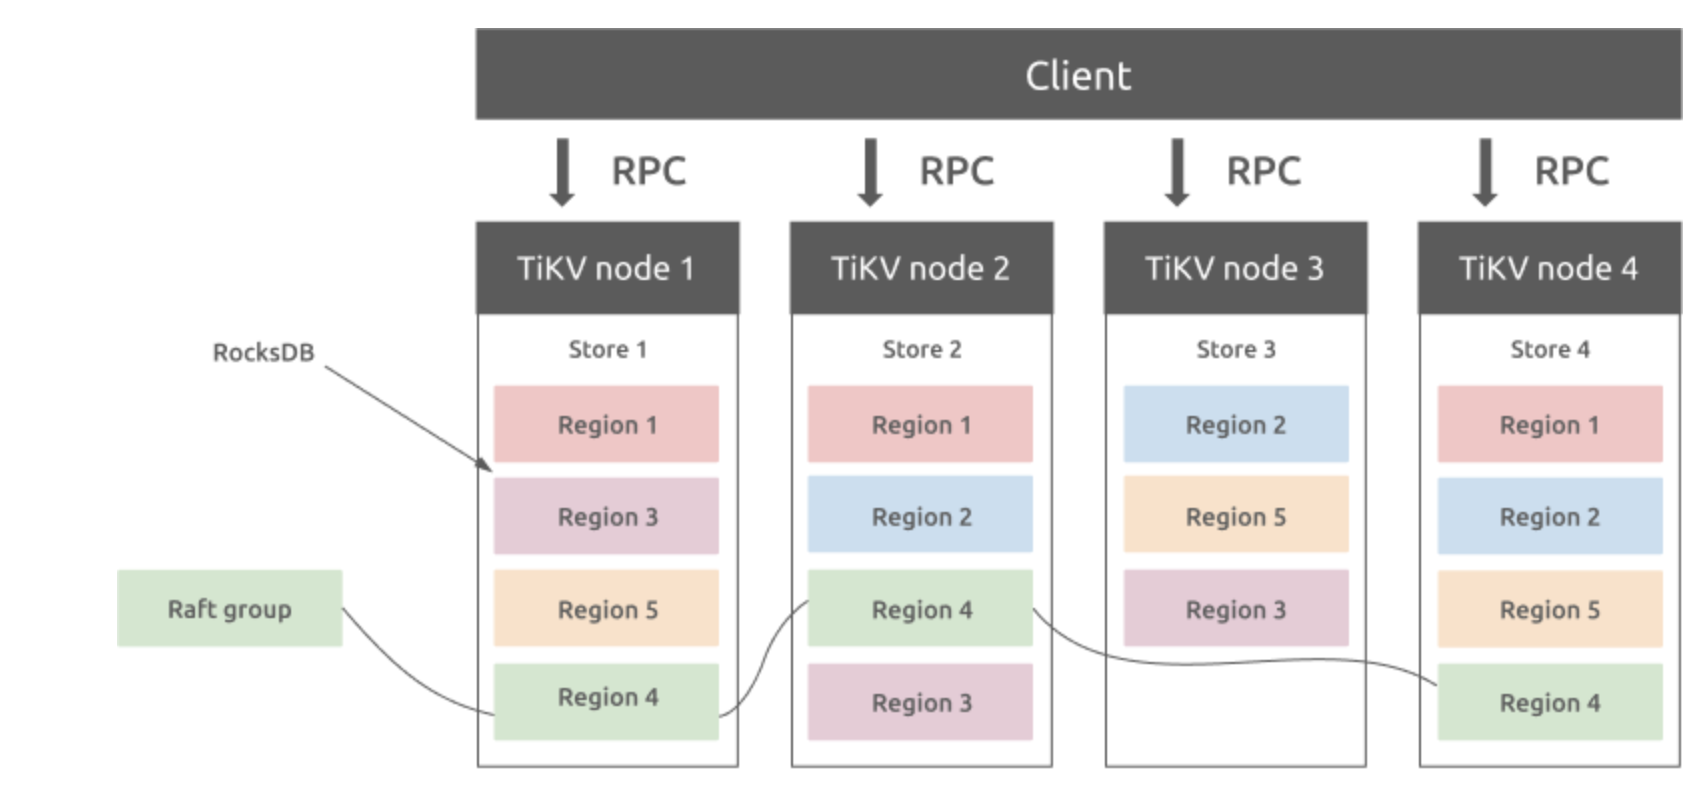 Client
RPC
RPC
RPC
RPC
TiKV node 1
TiKV node 2
TiKV node 3
TiKV node 4
RocksDB
Store 1
Region 1
Region 3
Region 5
Region 4
Store 2
Region 1
Region 2
Region 4
Region 3
Store 3
Region 2
Region 5
Region 3
Store 4
Region 1
Region 2
Region 5
Region 4
Raft group